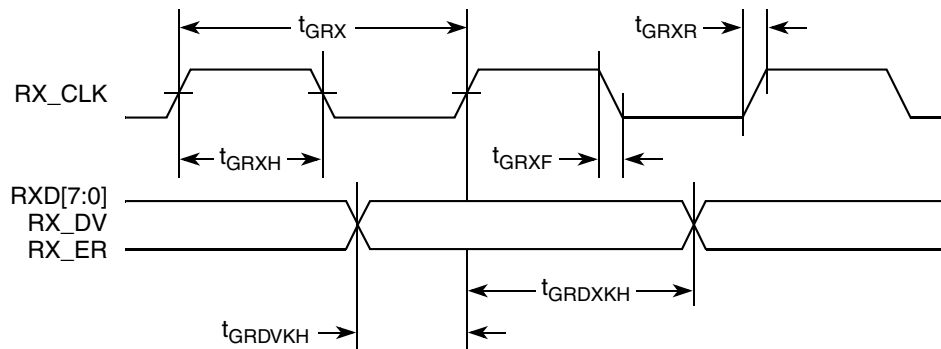 tGRX
tGRXR
RX_CLK
tGRXH
tGRXF
RXD[7:0]
RX_DV
RX_ER
tGRDXKH
tGRDVKH